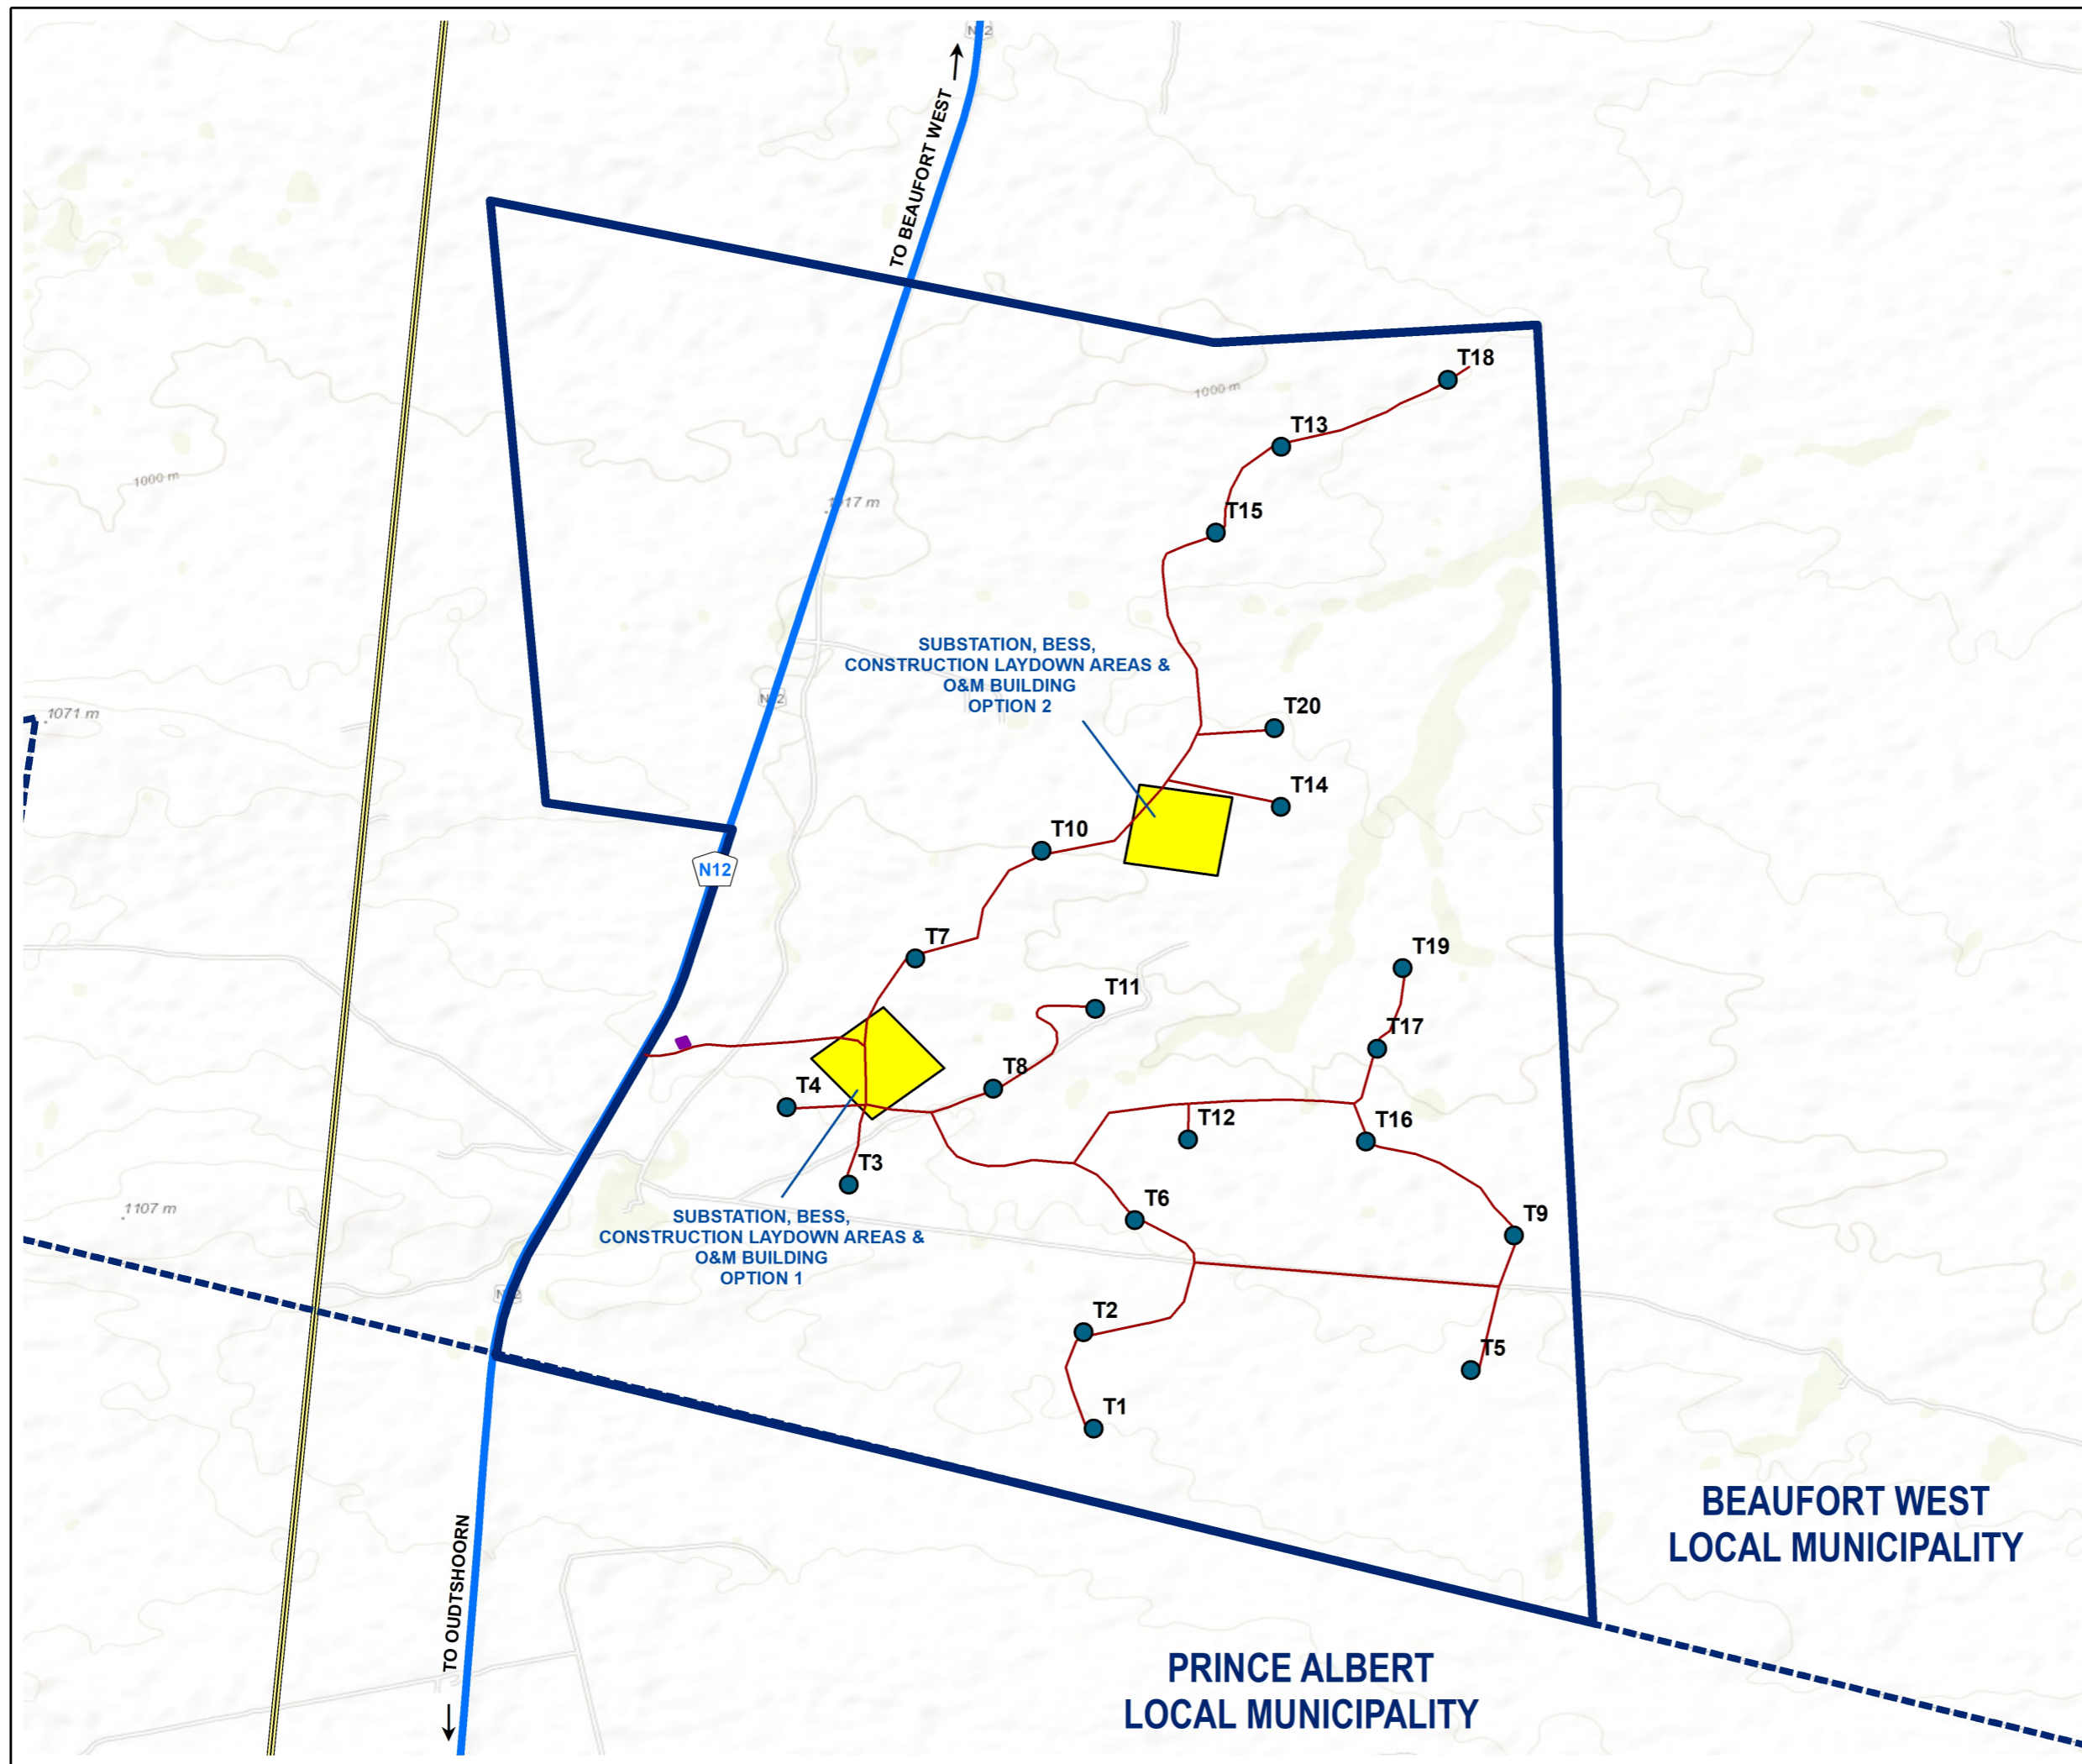 TO BEAUFORT WEST
T18
1000 m
T13
1000 m
T15
SUBSTATION, BESS,
CONSTRUCTION LAYDOWN AREAS &
O&M BUILDING
OPTION 2
T20
1071 m
T14
T10
N12
T7
T19
T11
T17
T8
T4
T12
T16
T3
1107 m
T6
T9
SUBSTATION, BESS,
CONSTRUCTION LAYDOWN AREAS &
O&M BUILDING
OPTION 1
T2
T5
T1
BEAUFORT WEST
LOCAL MUNICIPALITY
TO OUDTSHOORN
PRINCE ALBERT
LOCAL MUNICIPALITY